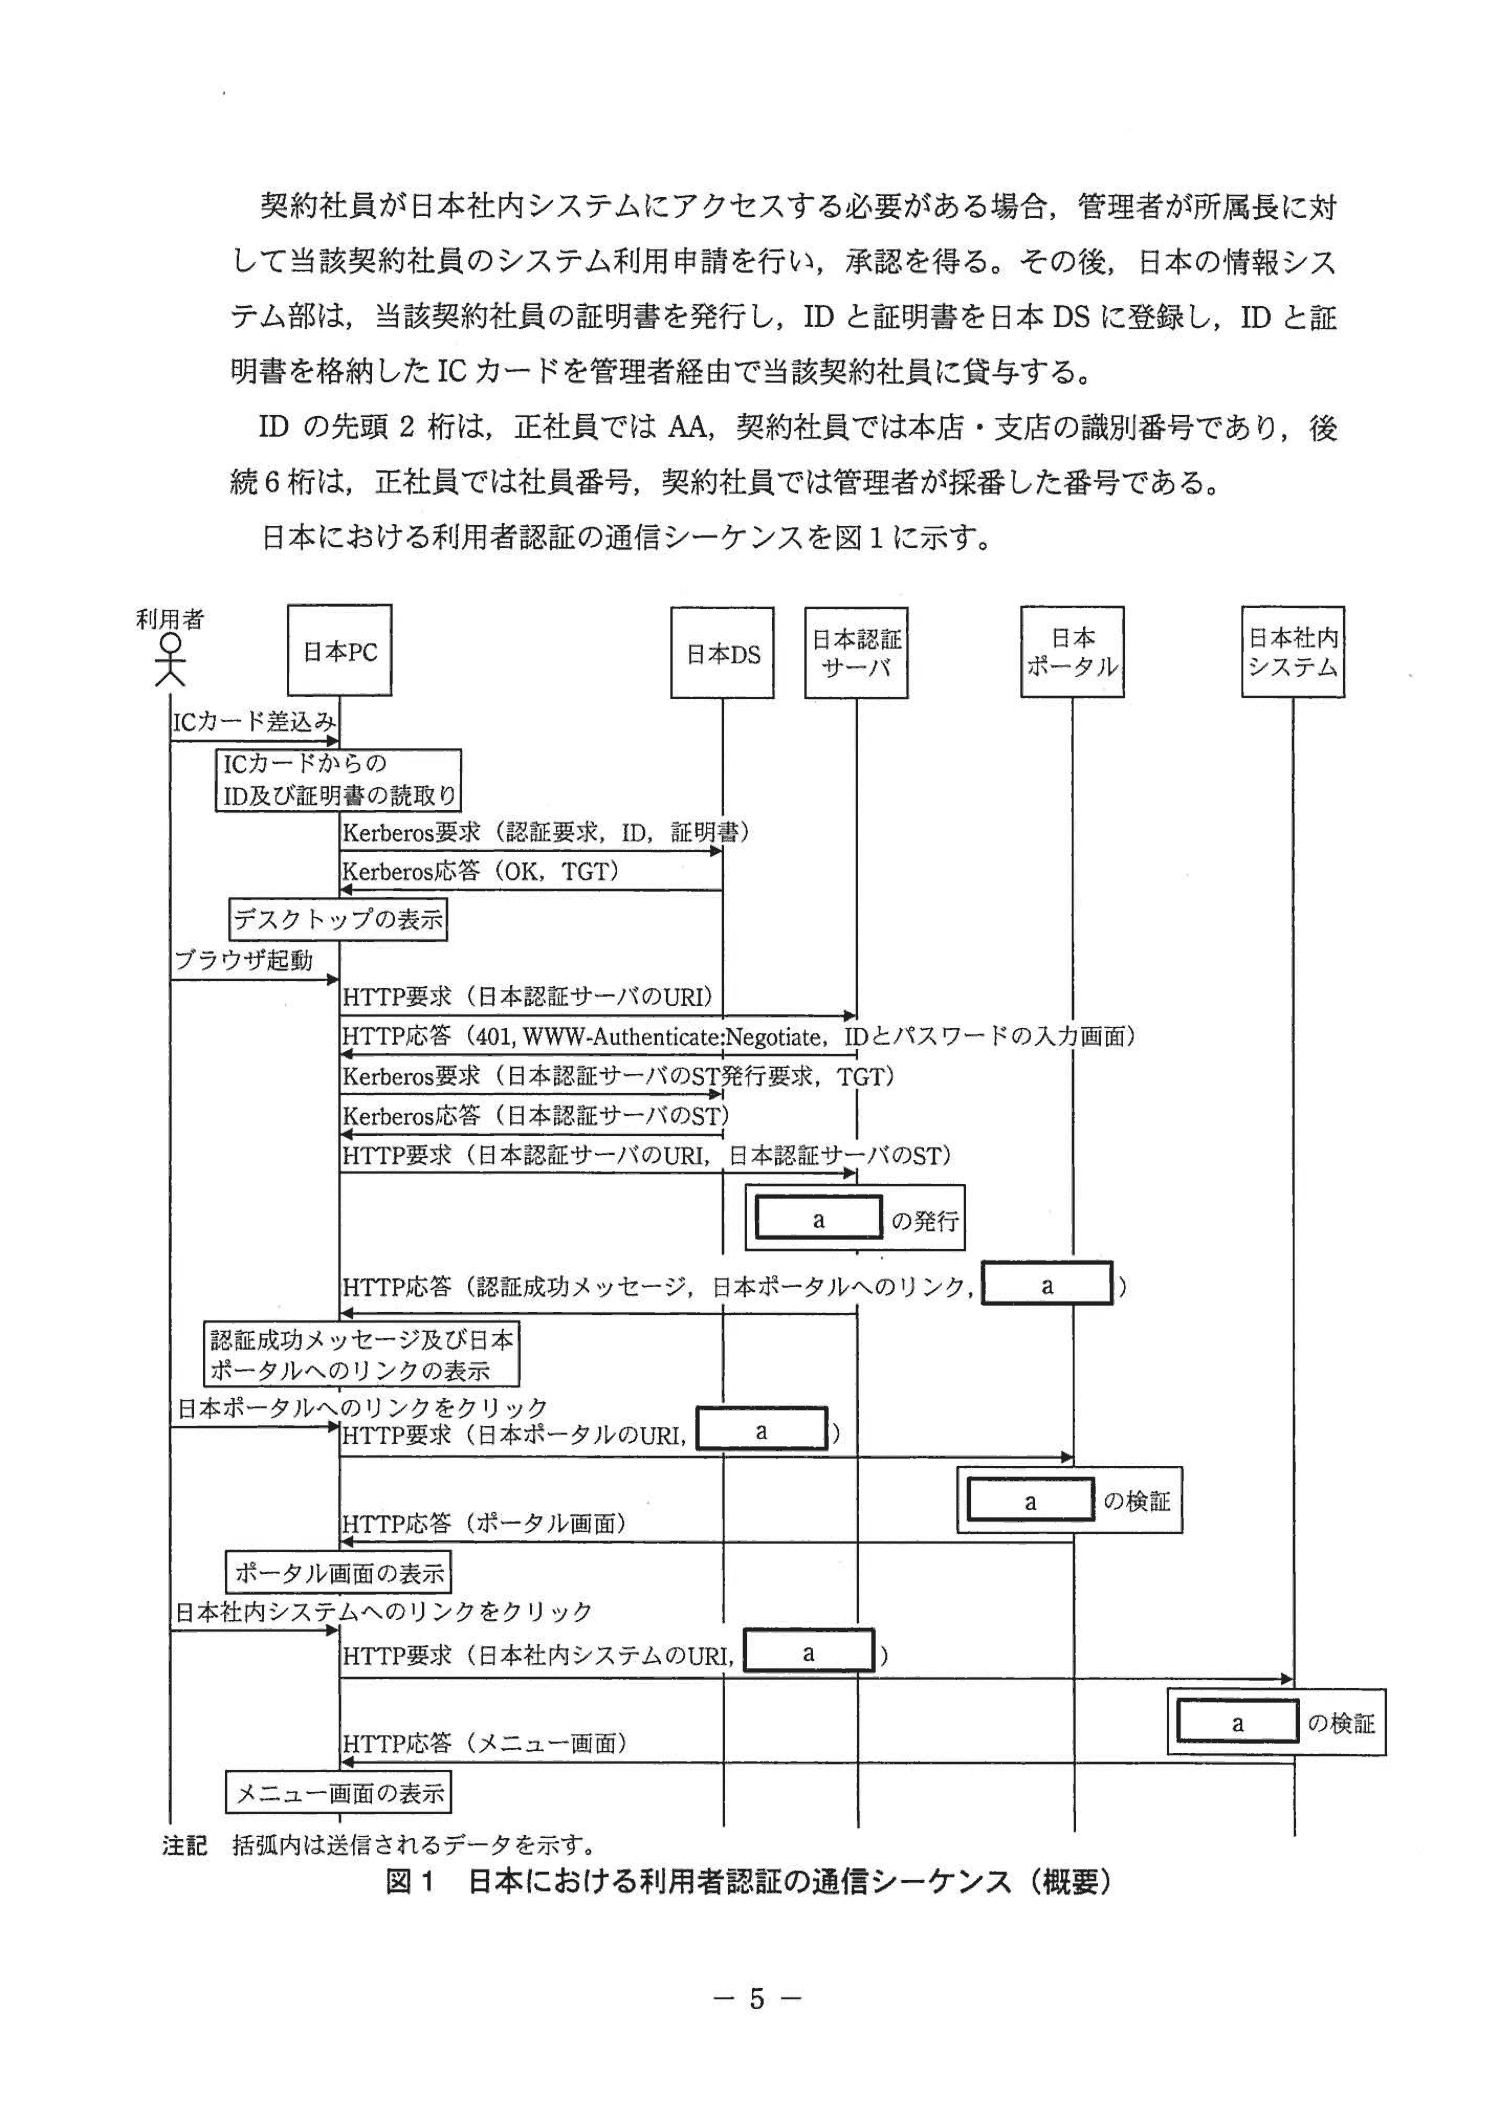 契約社員が日本社内システムにアクセスする必要がある場合，管理者が所属長に対
して当該契約社員のシステム利用申請を行い，承認を得る。その後，日本の情報シス
テム部は，当該契約社員の証明書を発行し，ID と証明書を日本 DS に登録し，ID と証
明書を格納した IC カードを管理者経由で当該契約社員に貸与する。
ID の先頭 2 桁は，正社員では AA，契約社員では本店・支店の識別番号であり，後
続 6 桁は，正社員では社員番号，契約社員では管理者が採番した番号である。
日本における利用者認証の通信シーケンスを図 1 に示す。
利用者
日本PC
日本DS
日本認証
サーバ
日本
ポータル
日本社内
システム
ICカード差込み
ICカードからの
ID及び証明書の読取り
Kerberos要求（認証要求，ID，証明書）
Kerberos応答（OK，TGT）
デスクトップの表示
ブラウザ起動
HTTP要求（日本認証サーバのURI）
HTTP応答（401, WWW-Authenticate:Negotiate，IDとパスワードの入力画面）
Kerberos要求（日本認証サーバのST発行要求，TGT）
Kerberos応答（日本認証サーバのST）
HTTP要求（日本認証サーバのURI，日本認証サーバのST）
a の発行
HTTP応答（認証成功メッセージ，日本ポータルへのリンク， a ）
認証成功メッセージ及び日本
ポータルへのリンクの表示
日本ポータルへのリンクをクリック
HTTP要求（日本ポータルのURI， a ）
a の検証
HTTP応答（ポータル画面）
ポータル画面の表示
日本社内システムへのリンクをクリック
HTTP要求（日本社内システムのURI， a ）
a の検証
HTTP応答（メニュー画面）
メニュー画面の表示
注記 括弧内は送信されるデータを示す。
図 1 日本における利用者認証の通信シーケンス（概要）
－ 5 －